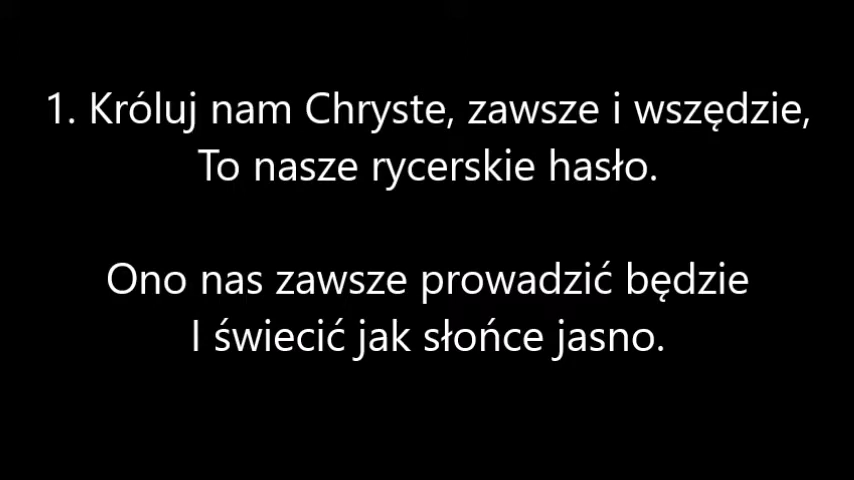 1. Króluj nam Chryste, zawsze i wszędzie,
To nasze rycerskie hasło.
Ono nas zawsze prowadzić będzie
I świecić jak słońce jasno.